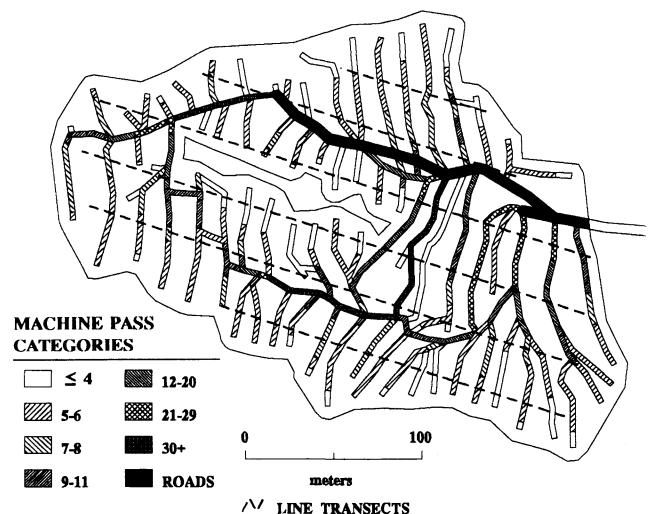 MACHINE PASS
CATEGORIES
≤ 4
5-6
7-8
9-11
12-20
21-29
30+
ROADS
0 100
meters
LINE TRANSECTS